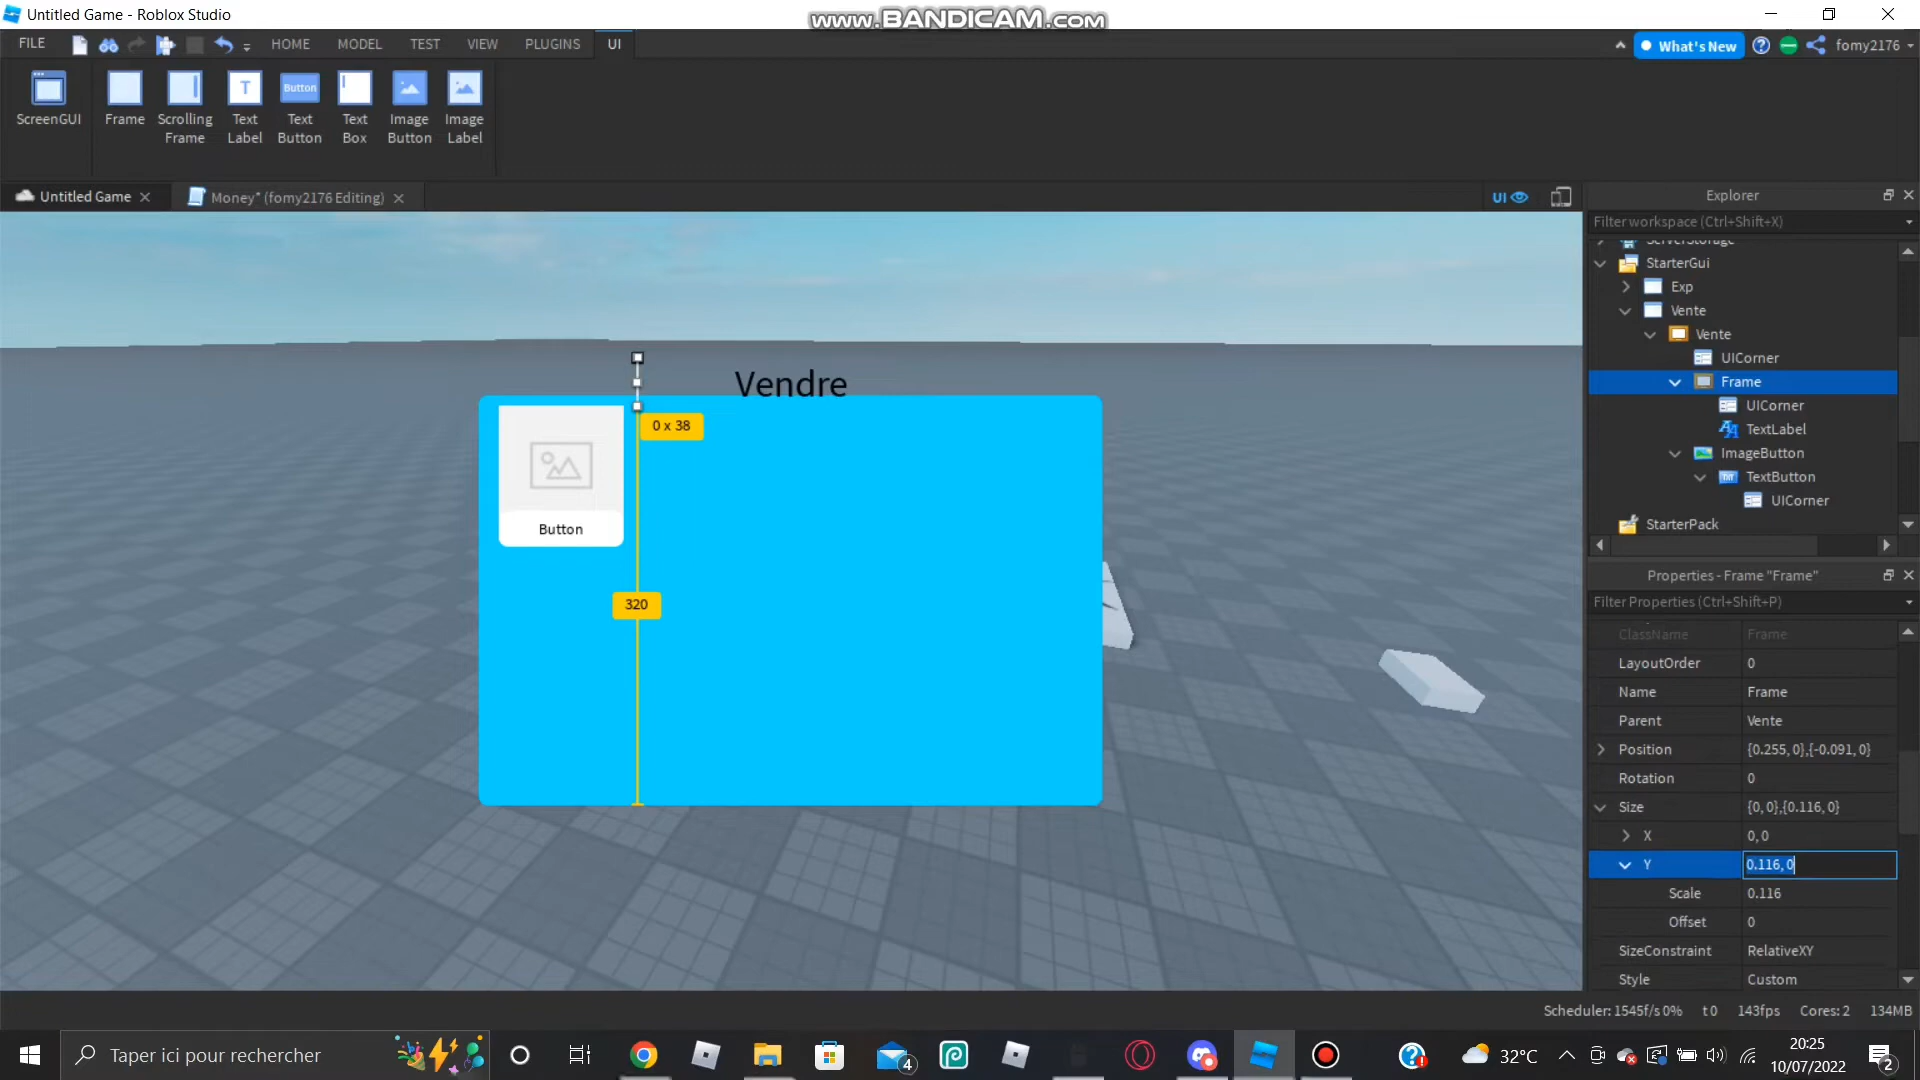 Untitled Game - Roblox Studio
www.BANDICAM.com
FILE
HOME
MODEL
TEST
VIEW
PLUGINS
UI
What's New
fomy2176
ScreenGUI
Frame
Scrolling
Frame
Text
Label
Button
Text
Button
Text
Box
Image
Button
Image
Label
Untitled Game
Money* (fomy2176 Editing)
UI
Explorer
Filter workspace (Ctrl+Shift+X)
ServerStorage
StarterGui
Exp
Vente
Vente
UICorner
Frame
UICorner
TextLabel
ImageButton
TextButton
UICorner
StarterPack
Vendre
0 x 38
Button
320
Properties - Frame "Frame"
Filter Properties (Ctrl+Shift+P)
ClassName Frame
LayoutOrder 0
Name Frame
Parent Vente
Position {0.255, 0},{-0.091, 0}
Rotation 0
Size {0, 0},{0.116, 0}
X 0, 0
Y 0.116, 0
Scale 0.116
Offset 0
SizeConstraint RelativeXY
Style Custom
Scheduler: 1545f/s 0% t 0 143fps Cores: 2 134MB
Taper ici pour rechercher
4
32°C
20:25
10/07/2022
2